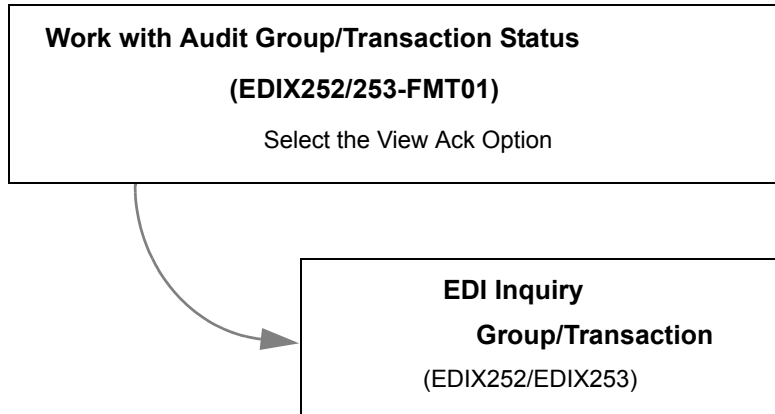 Work with Audit Group/Transaction Status
(EDIX252/253-FMT01)
Select the View Ack Option
EDI Inquiry
Group/Transaction
(EDIX252/EDIX253)